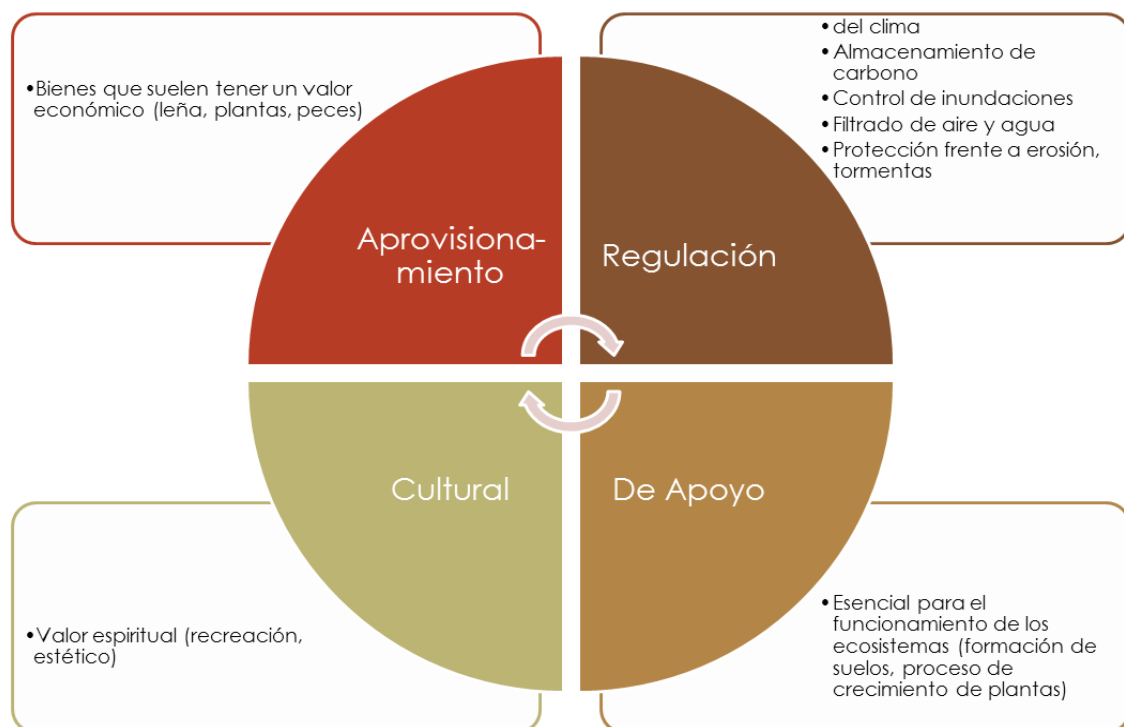 •Bienes que suelen tener un valor
económico (leña, plantas, peces)
•del clima
•Almacenamiento de
carbono
•Control de inundaciones
•Filtrado de aire y agua
•Protección frente a erosión,
tormentas
Aprovisiona-
miento
Regulación
Cultural
De Apoyo
•Valor espiritual (recreación,
estético)
•Esencial para el
funcionamiento de los
ecosistemas (formación de
suelos, proceso de
crecimiento de plantas)